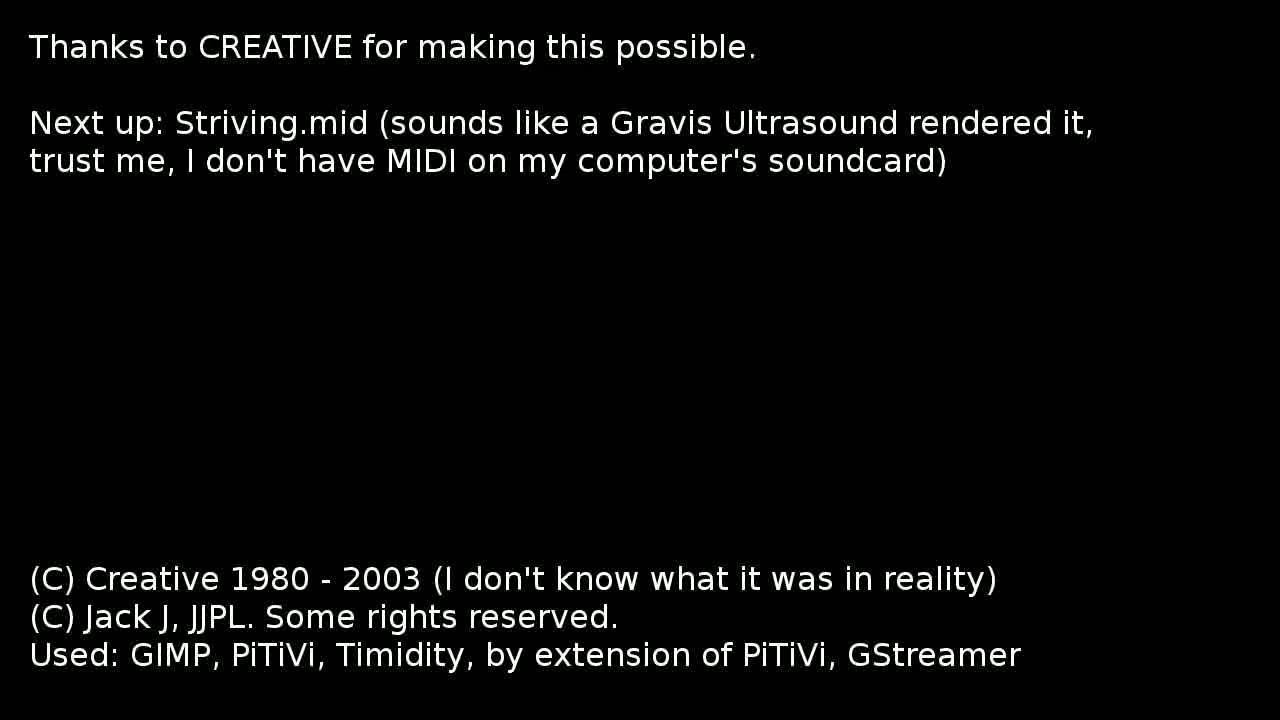 Thanks to CREATIVE for making this possible.
Next up: Striving.mid (sounds like a Gravis Ultrasound rendered it,
trust me, I don't have MIDI on my computer's soundcard)
(C) Creative 1980 - 2003 (I don't know what it was in reality)
(C) Jack J, JJPL. Some rights reserved.
Used: GIMP, PiTiVi, Timidity, by extension of PiTiVi, GStreamer